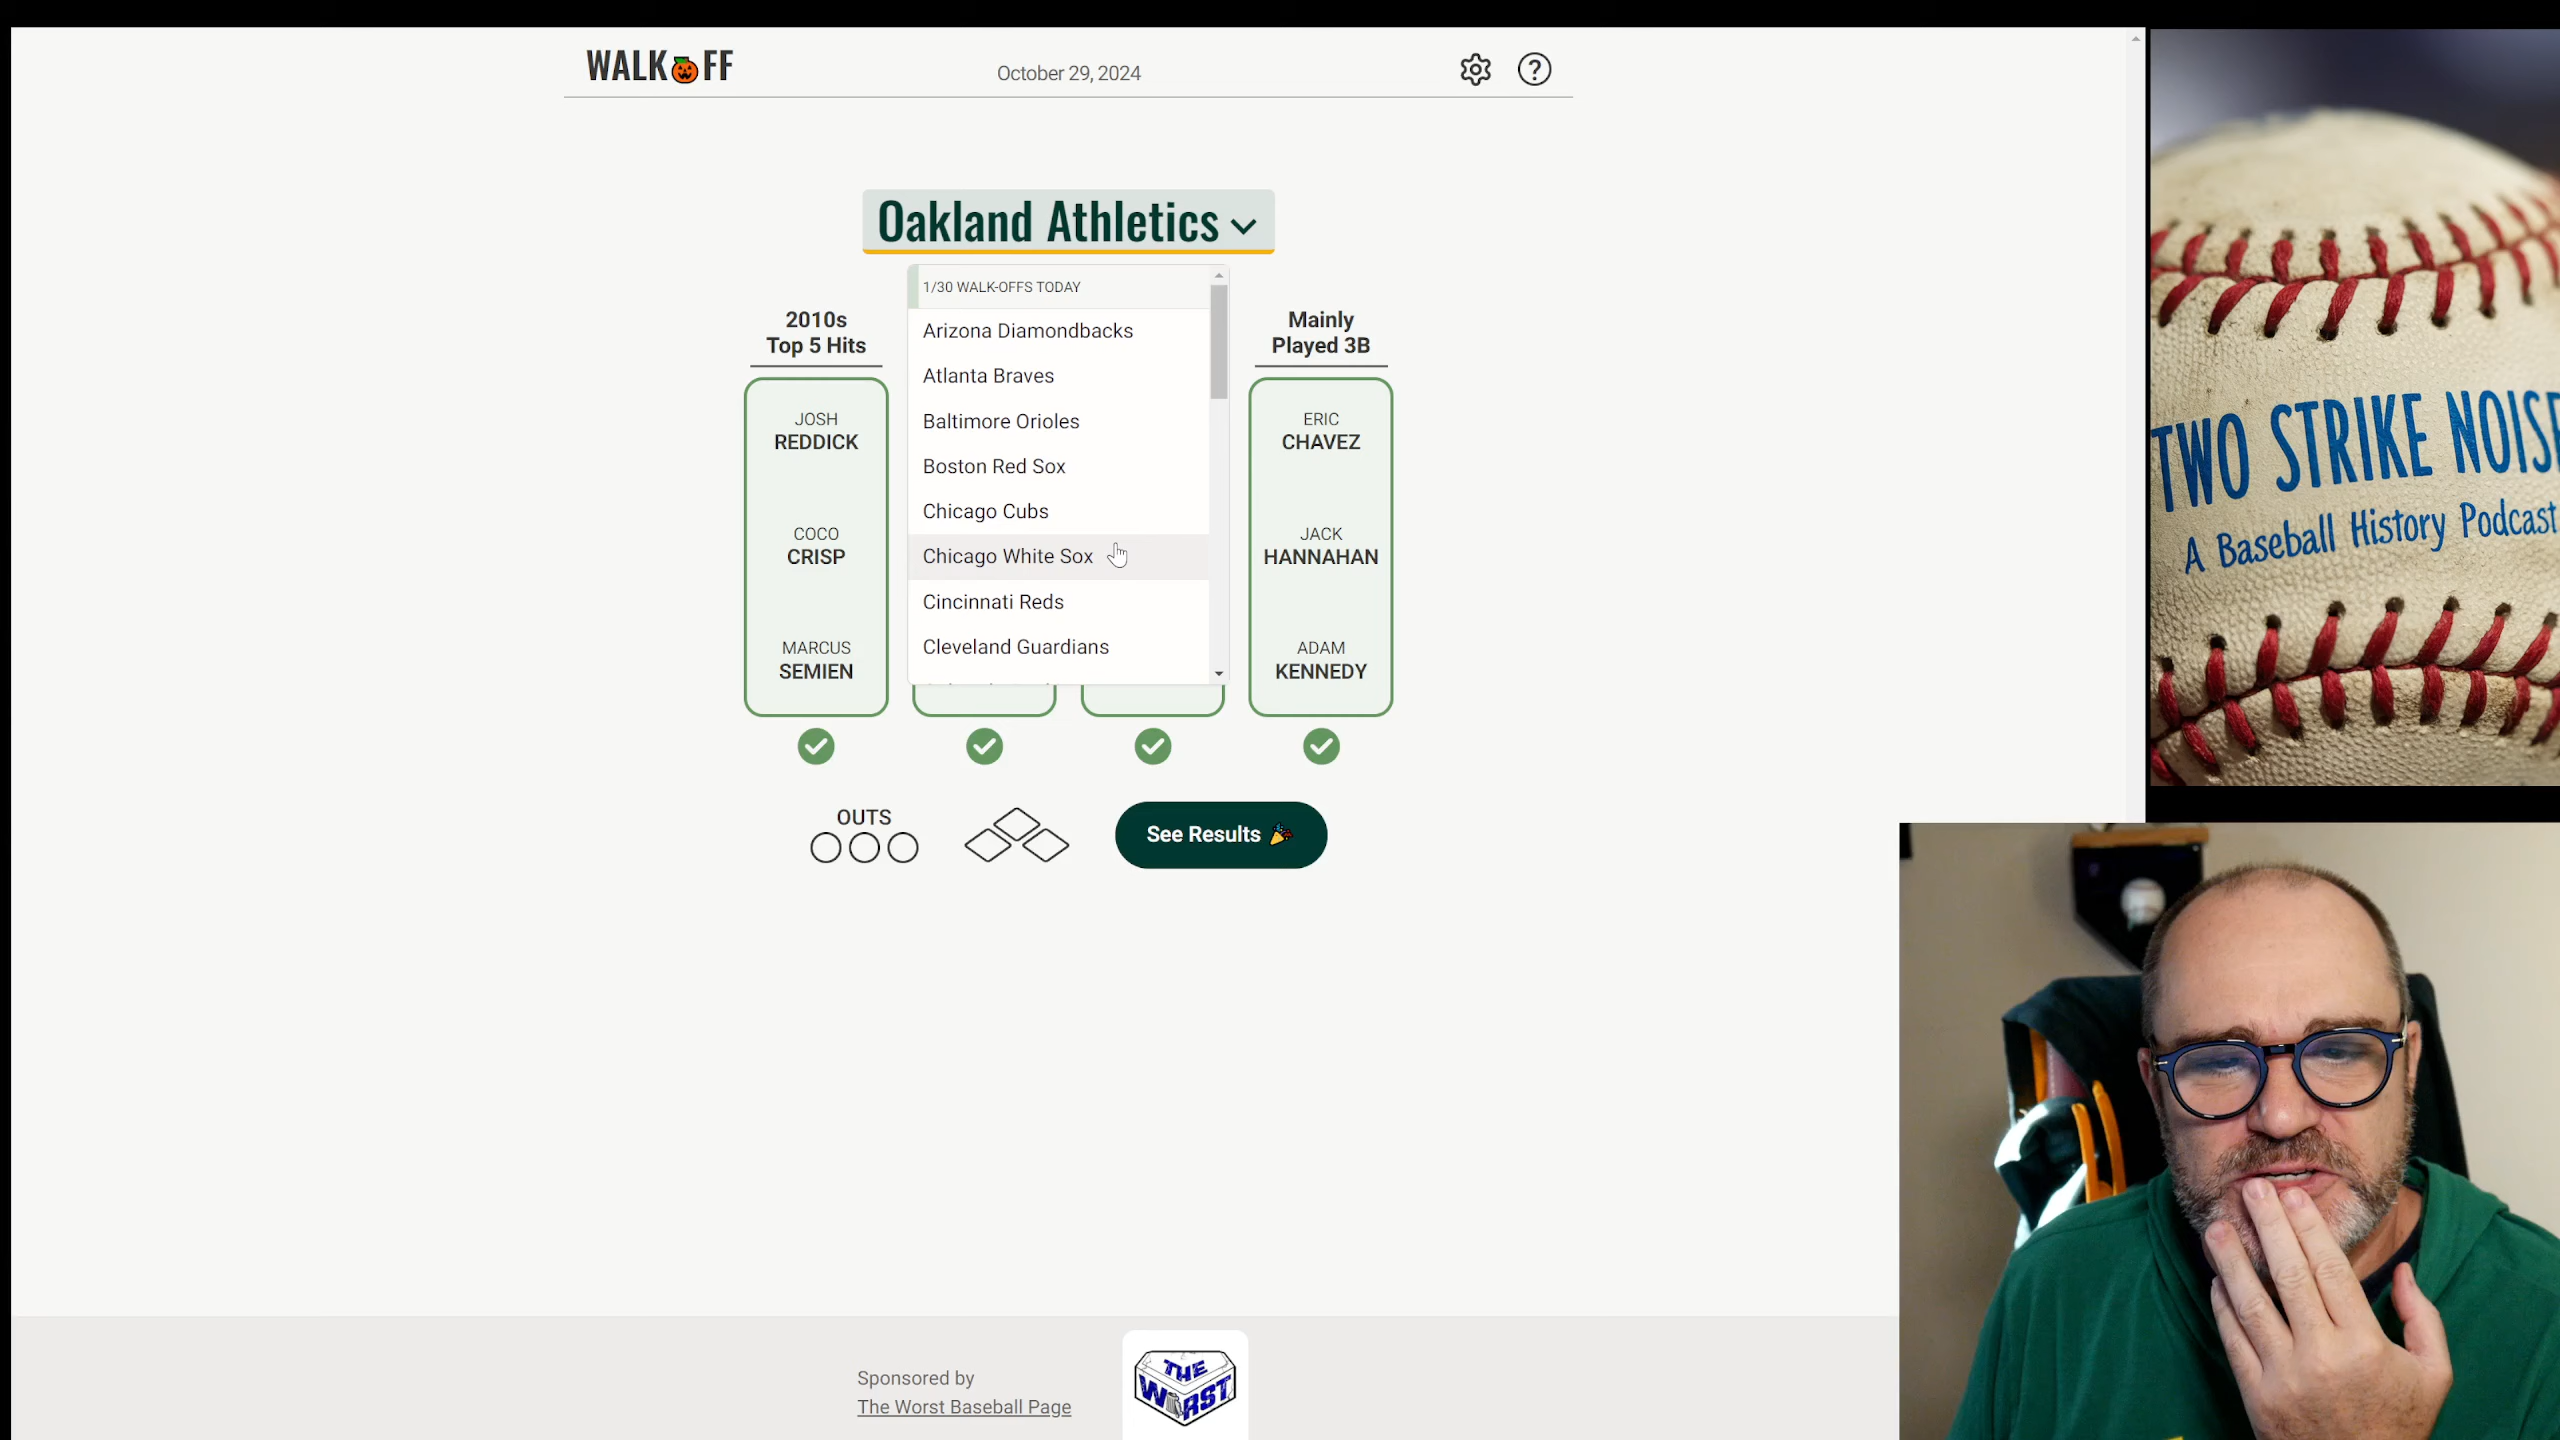 WALK🎃FF
October 29, 2024
?
Oakland Athletics
1/30 WALK-OFFS TODAY
Arizona Diamondbacks
Atlanta Braves
Baltimore Orioles
Boston Red Sox
Chicago Cubs
Chicago White Sox
Cincinnati Reds
Cleveland Guardians
2010s
Top 5 Hits
JOSH
REDDICK
COCO
CRISP
MARCUS
SEMIEN
Mainly
Played 3B
ERIC
CHAVEZ
JACK
HANNAHAN
ADAM
KENNEDY
OUTS
See Results 🎉
Sponsored by
The Worst Baseball Page
THE
WORST
TWO STRIKE NOISE
A Baseball History Podcast